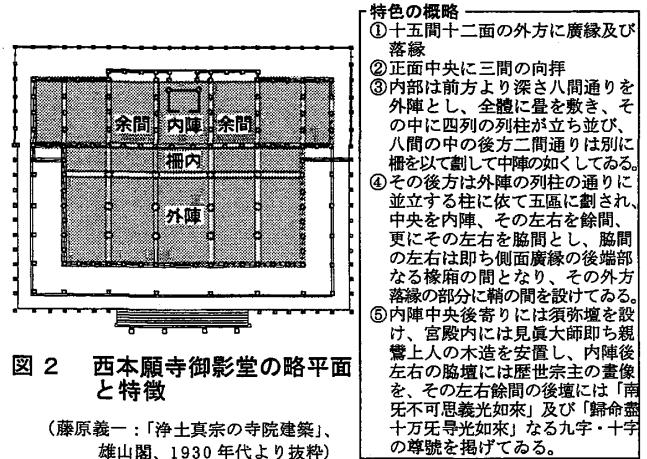 余間 内陣 余間
柵内
外陣
図2 西本願寺御影堂の略平面
と特徴
(藤原義一:「浄土真宗の寺院建築」、
雄山閣、1930年代より抜粋)
特色の概略
①十五間十二面の外方に廣縁及び
落縁
②正面中央に三間の向拝
③内部は前方より深さ八間通りを
外陣とし、全體に畳を敷き、そ
の中に四列の列柱が立ち並び、
八間の中の後方二間通りは別に
柵を以て劃して中陣の如くしてゐる。
④その後方は外陣の列柱の通りに
並立する柱に依て五區に劃され、
中央を内陣、その左右を餘間、
更にその左右を脇間とし、脇間
の左右は即ち側面廣縁の後端部
なる椽廂の間となり、その外方
落縁の部分に鞘の間を設けてゐる。
⑤内陣中央後寄りには須弥壇を設
け、宮殿内には見眞大師即ち親
鸞上人の木造を安置し、内陣後
左右の脇壇には歴世宗主の畫像
を、その左右餘間の後壇には「南
旡不可思義光如來」及び「歸命盡
十万旡㝵光如來」なる九字・十字
の尊號を掲げてゐる。